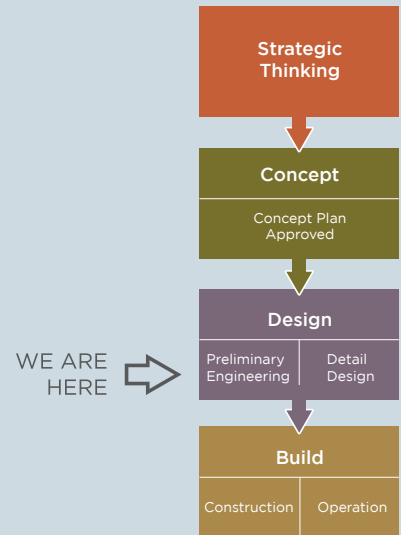 Strategic
Thinking
Concept
Concept Plan
Approved
Design
WE ARE
HERE
Preliminary
Engineering
Detail
Design
Build
Construction
Operation